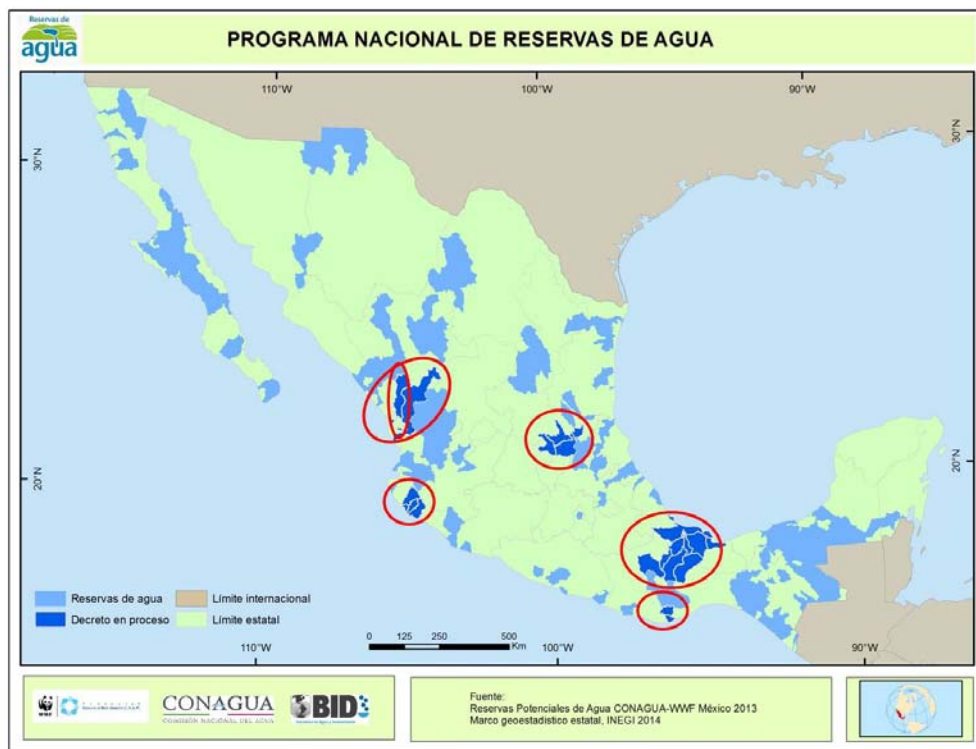 Reservas de
agua
PROGRAMA NACIONAL DE RESERVAS DE AGUA
110°W
100°W
90°W
30°N
30°N
20°N
20°N
Reservas de agua
Límite internacional
Decreto en proceso
Límite estatal
0 125 250 500
Km
110°W
100°W
90°W
WWF
CONAGUA
COMISIÓN NACIONAL DEL AGUA
BID
Fuente:
Reservas Potenciales de Agua CONAGUA-WWF México 2013
Marco geoestadístico estatal, INEGI 2014